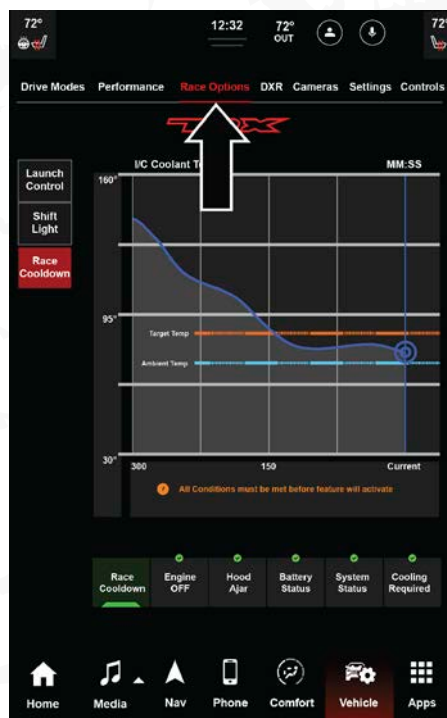 72°
12:32
72°
OUT
72°
Drive Modes
Performance
Race Options
DXR
Cameras
Settings
Controls
TRX
Launch
Control
Shift
Light
Race
Cooldown
I/C Coolant T
MM:SS
160°
95°
30°
Target Temp
Ambient Temp
300
150
Current
All Conditions must be met before feature will activate
Race
Cooldown
Engine
OFF
Hood
Ajar
Battery
Status
System
Status
Cooling
Required
Home
Media
Nav
Phone
Comfort
Vehicle
Apps